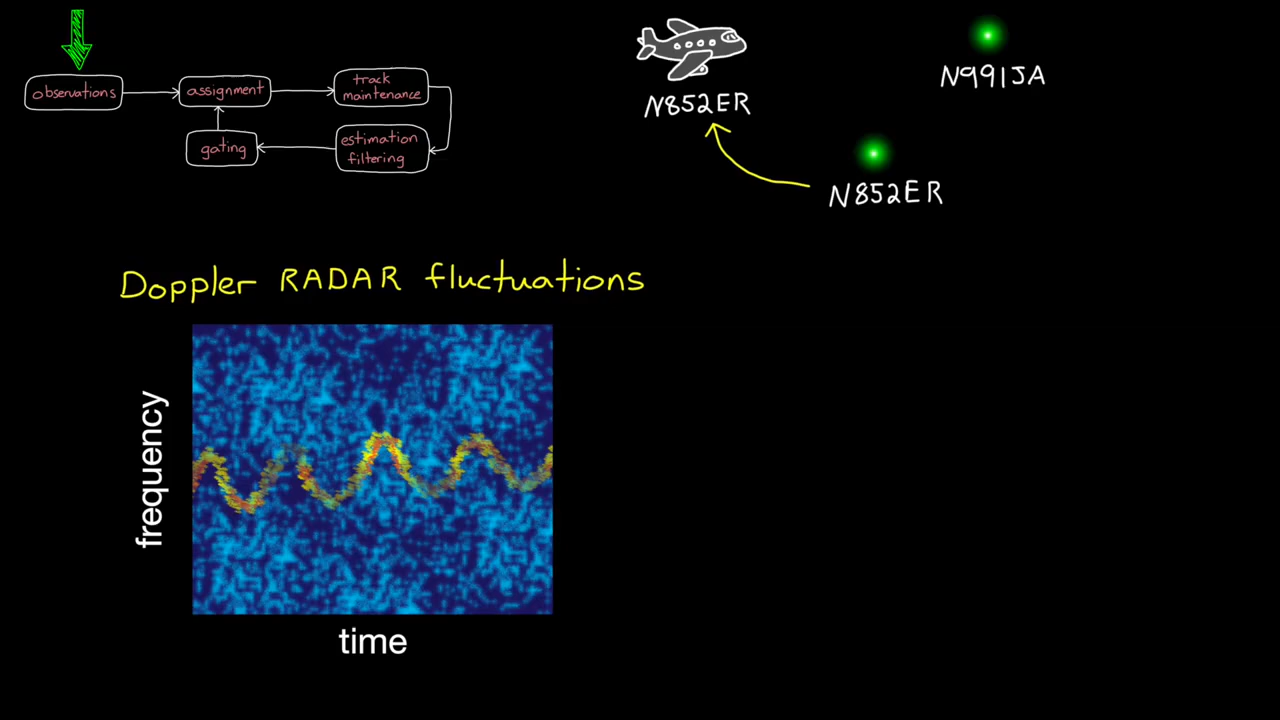 observations
assignment
track
maintenance
gating
estimation
filtering
N852ER
N991JA
N852ER
Doppler RADAR fluctuations
frequency
time